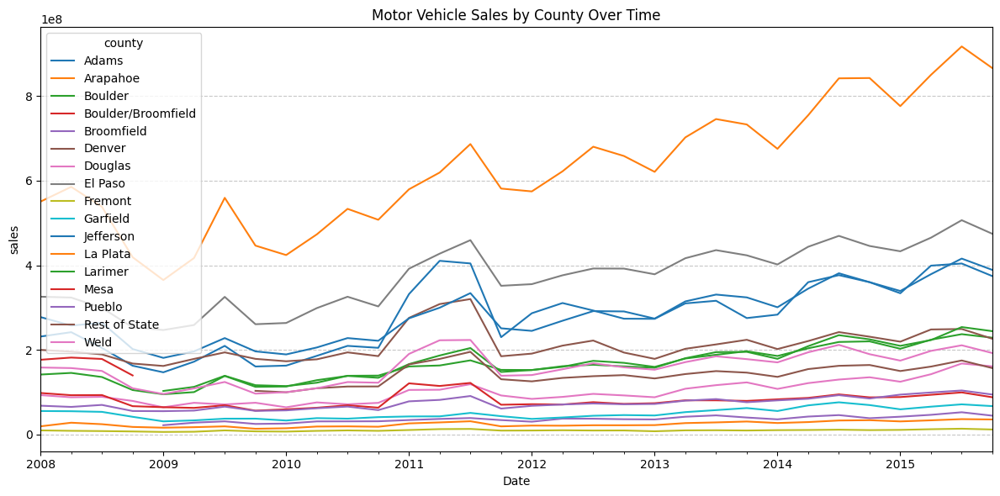 Motor Vehicle Sales by County Over Time
1e8
county
Adams
Arapahoe
Boulder
Boulder/Broomfield
Broomfield
Denver
Douglas
El Paso
Fremont
Garfield
Jefferson
La Plata
Larimer
Mesa
Pueblo
Rest of State
Weld
sales
8
6
4
2
0
2008 2009 2010 2011 2012 2013 2014 2015
Date